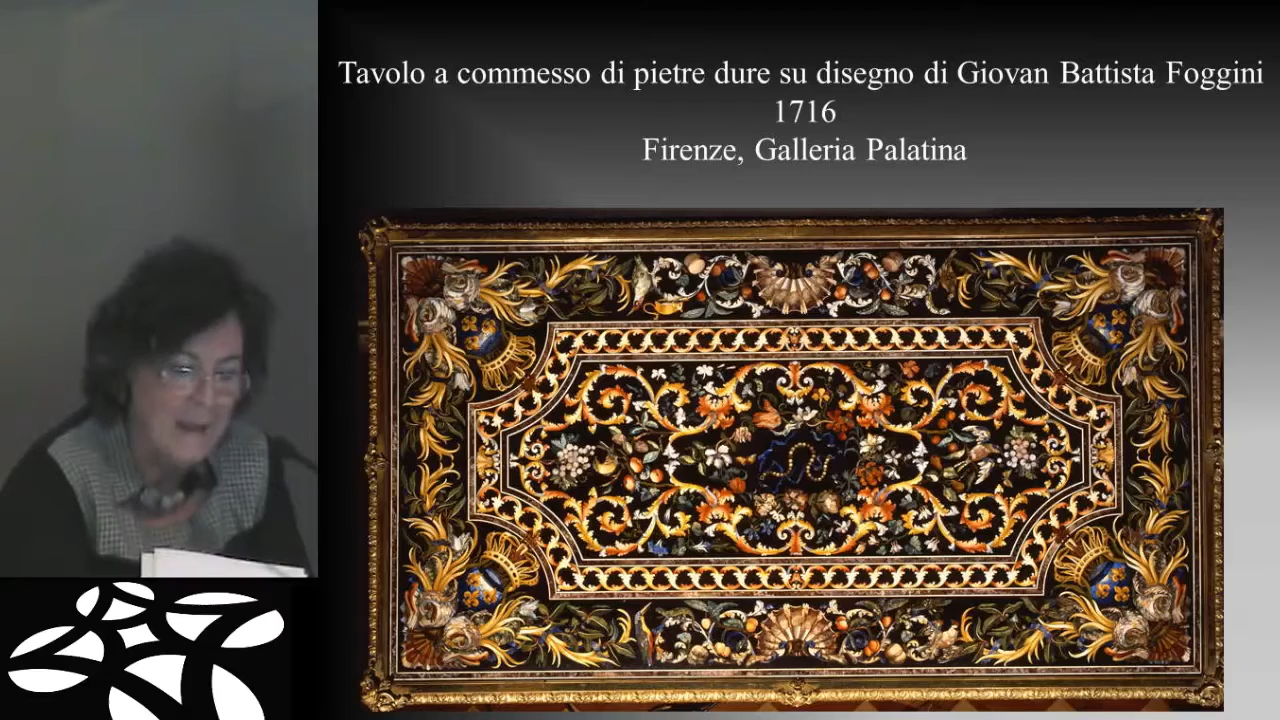 Tavolo a commesso di pietre dure su disegno di Giovan Battista Foggini
1716
Firenze, Galleria Palatina